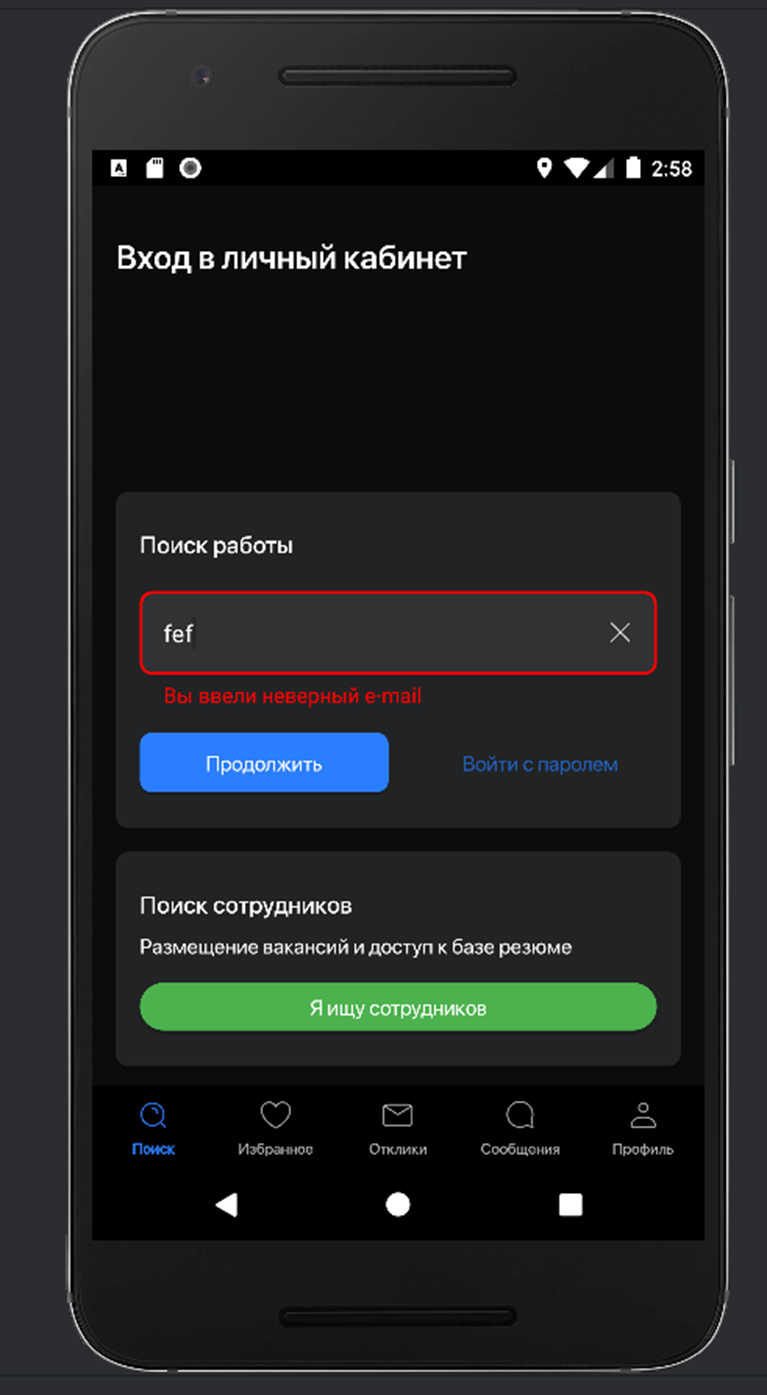 2:58
Вход в личный кабинет
Поиск работы
fef
Вы ввели неверный e-mail
Продолжить
Войти с паролем
Поиск сотрудников
Размещение вакансий и доступ к базе резюме
Я ищу сотрудников
Поиск
Избранное
Отклики
Сообщения
Профиль